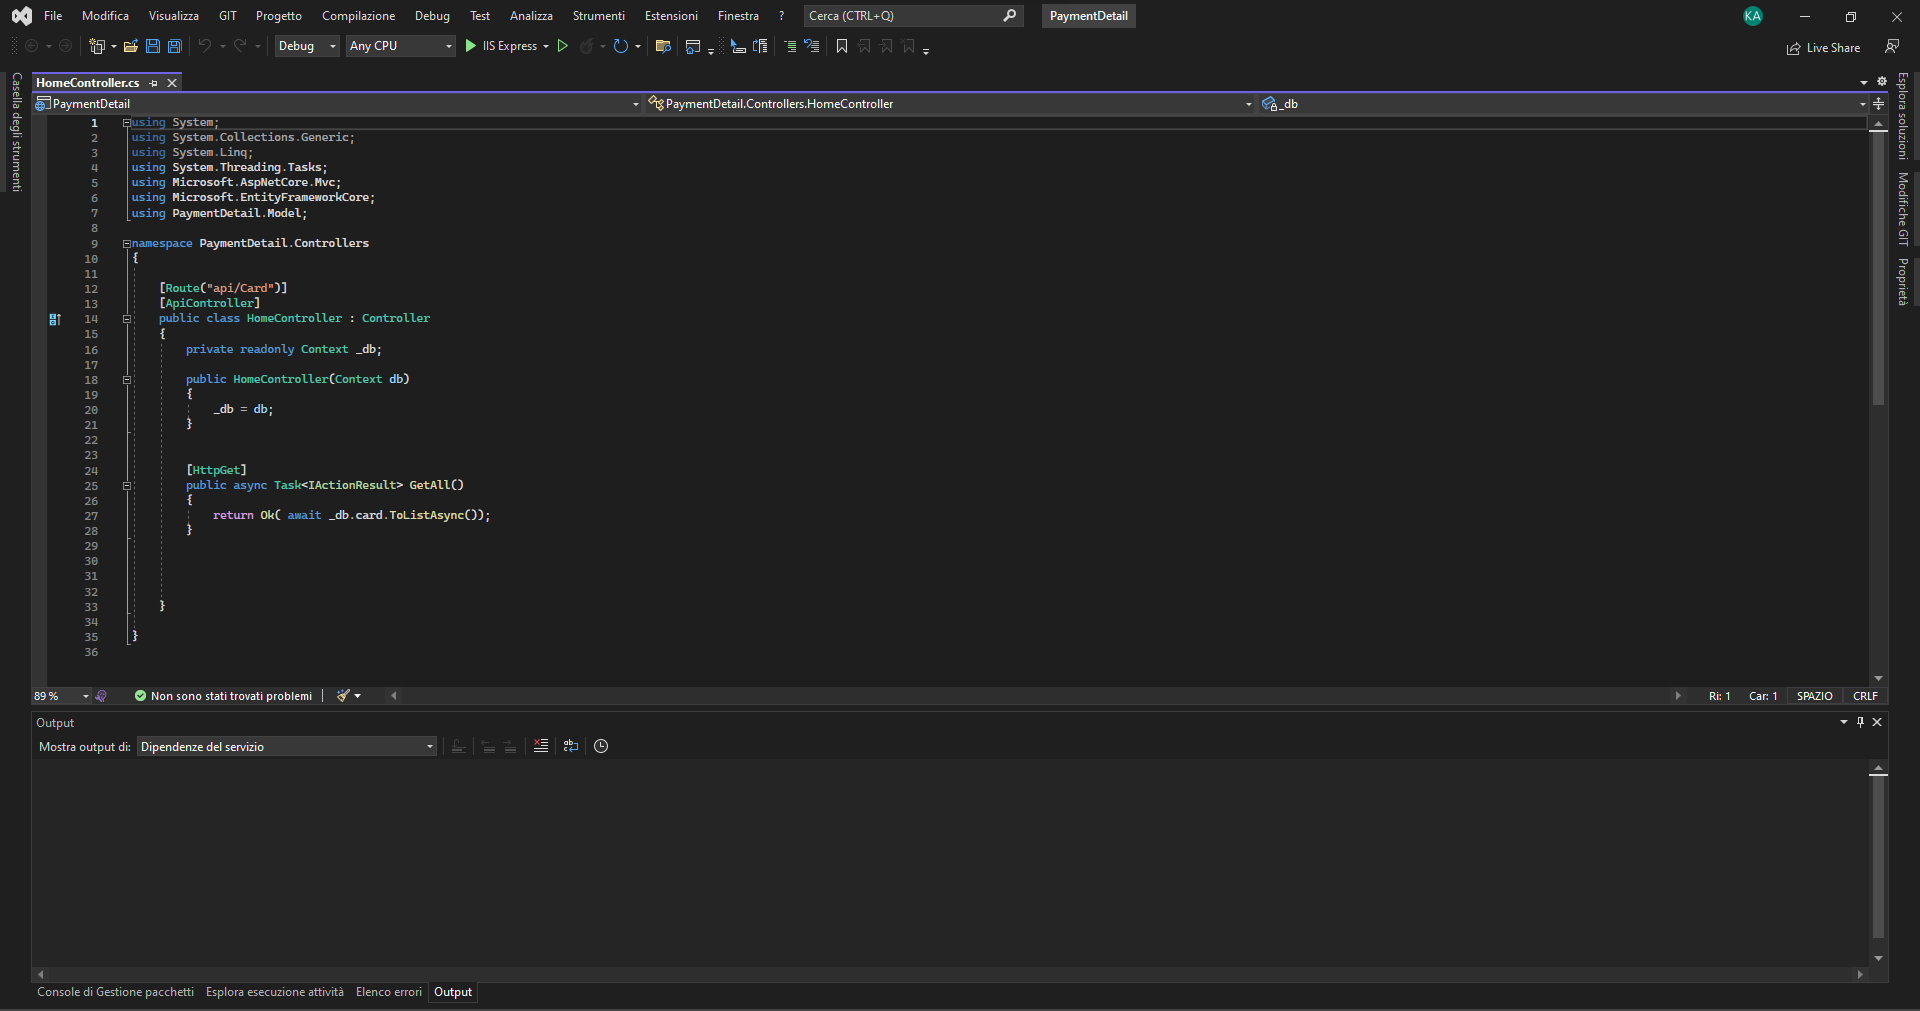 File Modifica Visualizza GIT Progetto Compilazione Debug Test Analizza Strumenti Estensioni Finestra ? Cerca (CTRL+Q) PaymentDetail KA
Debug Any CPU IIS Express Live Share
Casella degli strumenti
HomeController.cs
PaymentDetail PaymentDetail.Controllers.HomeController _db
1 using System;
2 using System.Collections.Generic;
3 using System.Linq;
4 using System.Threading.Tasks;
5 using Microsoft.AspNetCore.Mvc;
6 using Microsoft.EntityFrameworkCore;
7 using PaymentDetail.Model;
8
9 namespace PaymentDetail.Controllers
10 {
11
12 [Route("api/Card")]
13 [ApiController]
14 public class HomeController : Controller
15 {
16 private readonly Context _db;
17
18 public HomeController(Context db)
19 {
20 _db = db;
21 }
22
23
24 [HttpGet]
25 public async Task<IActionResult> GetAll()
26 {
27 return Ok( await _db.card.ToListAsync());
28 }
29
30
31
32
33 }
34
35 }
36
Esplora soluzioni
Modifiche GIT
Proprietà
89 % Non sono stati trovati problemi Ri: 1 Car: 1 SPAZIO CRLF
Output
Mostra output di: Dipendenze del servizio
Console di Gestione pacchetti Esplora esecuzione attività Elenco errori Output